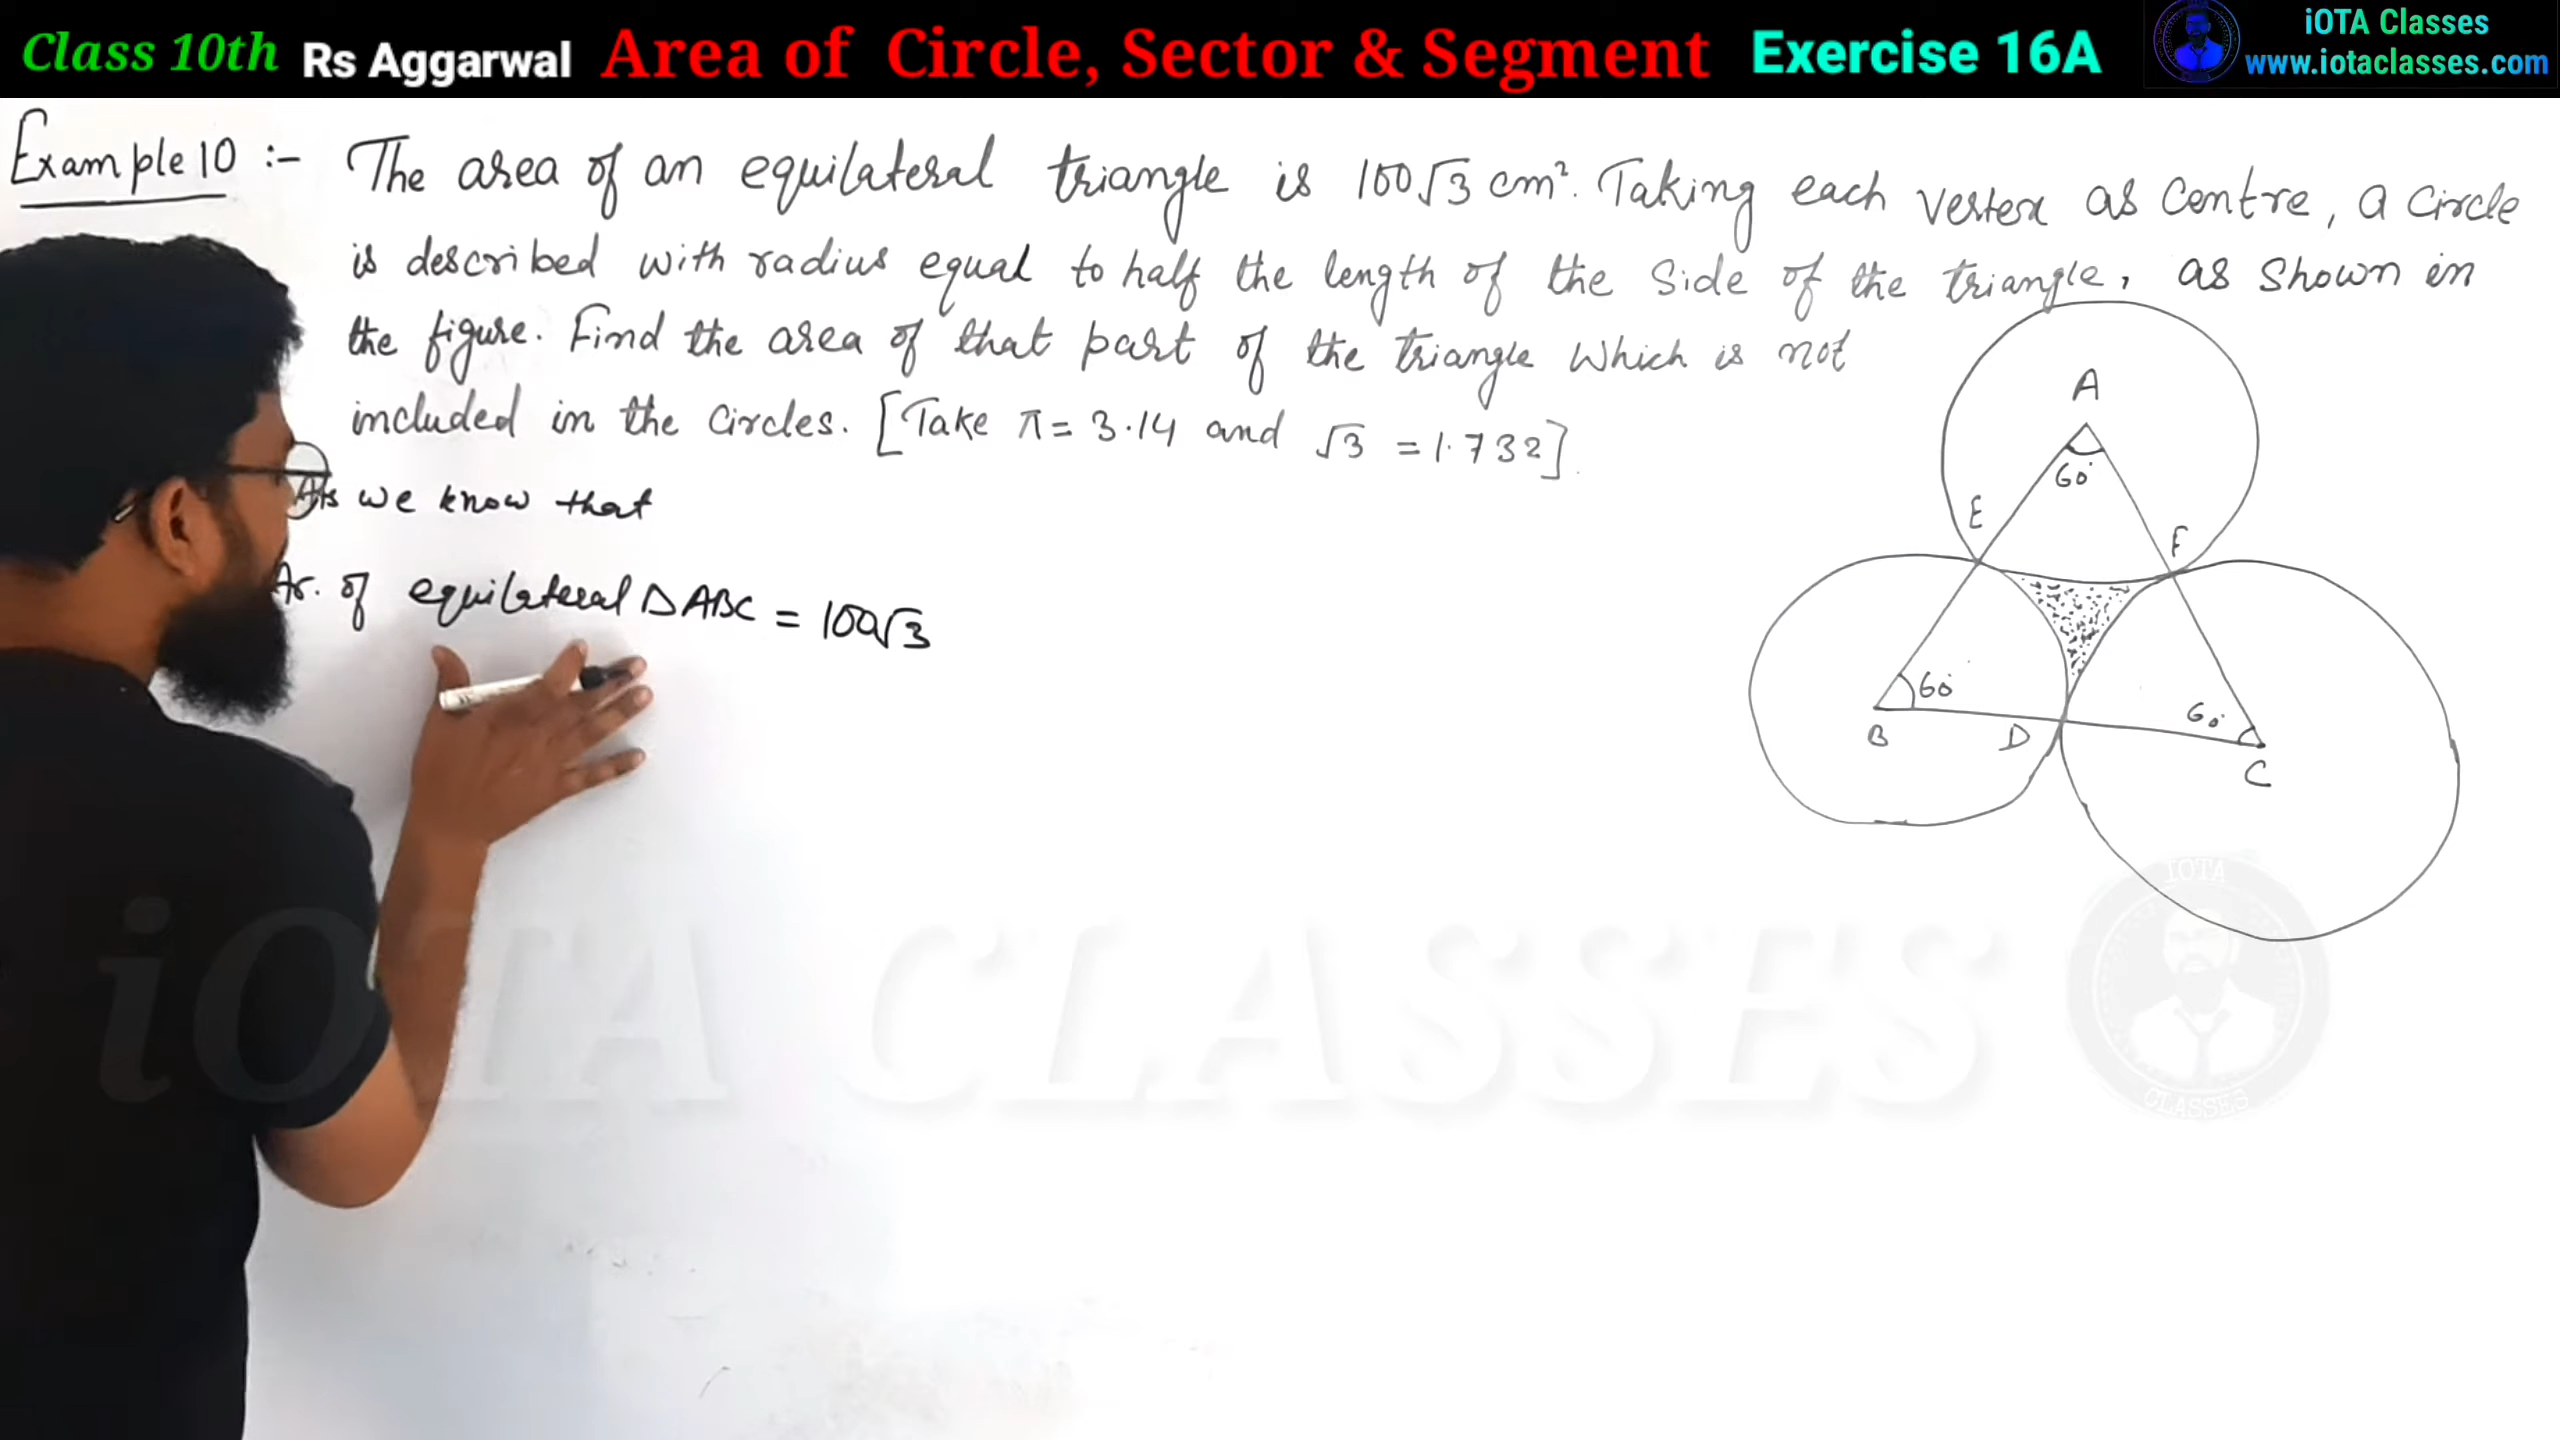 Class 10th Rs Aggarwal Area of Circle, Sector & Segment Exercise 16A
iOTA Classes
www.iotaclasses.com
Example 10 :- The area of an equilateral triangle is 100√3 cm². Taking each vertex as centre, a circle
is described with radius equal to half the length of the side of the triangle, as shown in
the figure. Find the area of that part of the triangle which is not
included in the circles. [Take π = 3.14 and √3 = 1.732].
As we know that
Ar. of equilateral ΔABC = 100√3
A
60°
E
F
60°
60°
B
D
C
iOTA CLASSES
IOTA
CLASSES